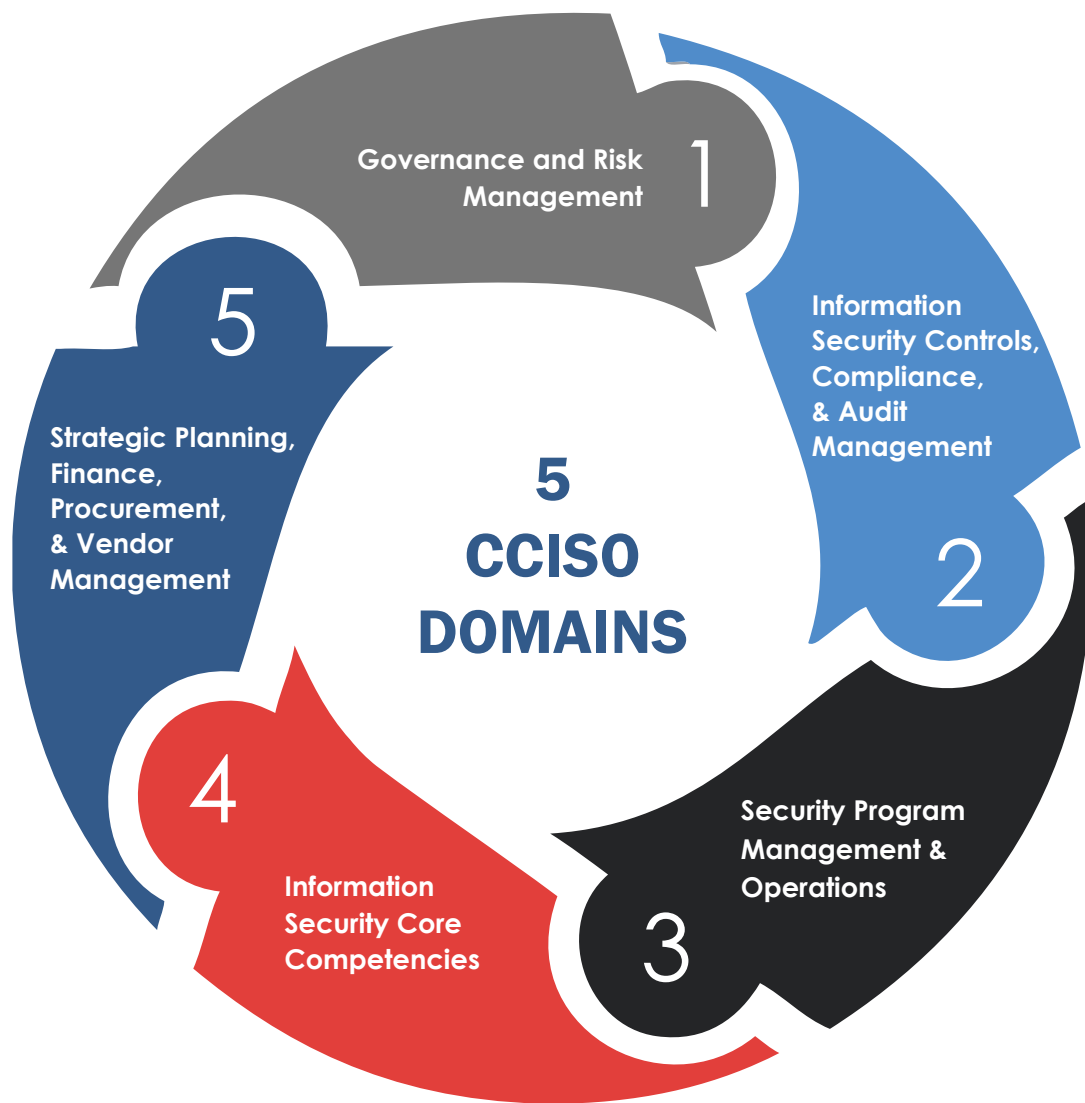 Governance and Risk
Management
1
Information
Security Controls,
Compliance,
& Audit
Management
2
Security Program
Management &
Operations
3
Information
Security Core
Competencies
4
Strategic Planning,
Finance,
Procurement,
& Vendor
Management
5
5
CCISO
DOMAINS